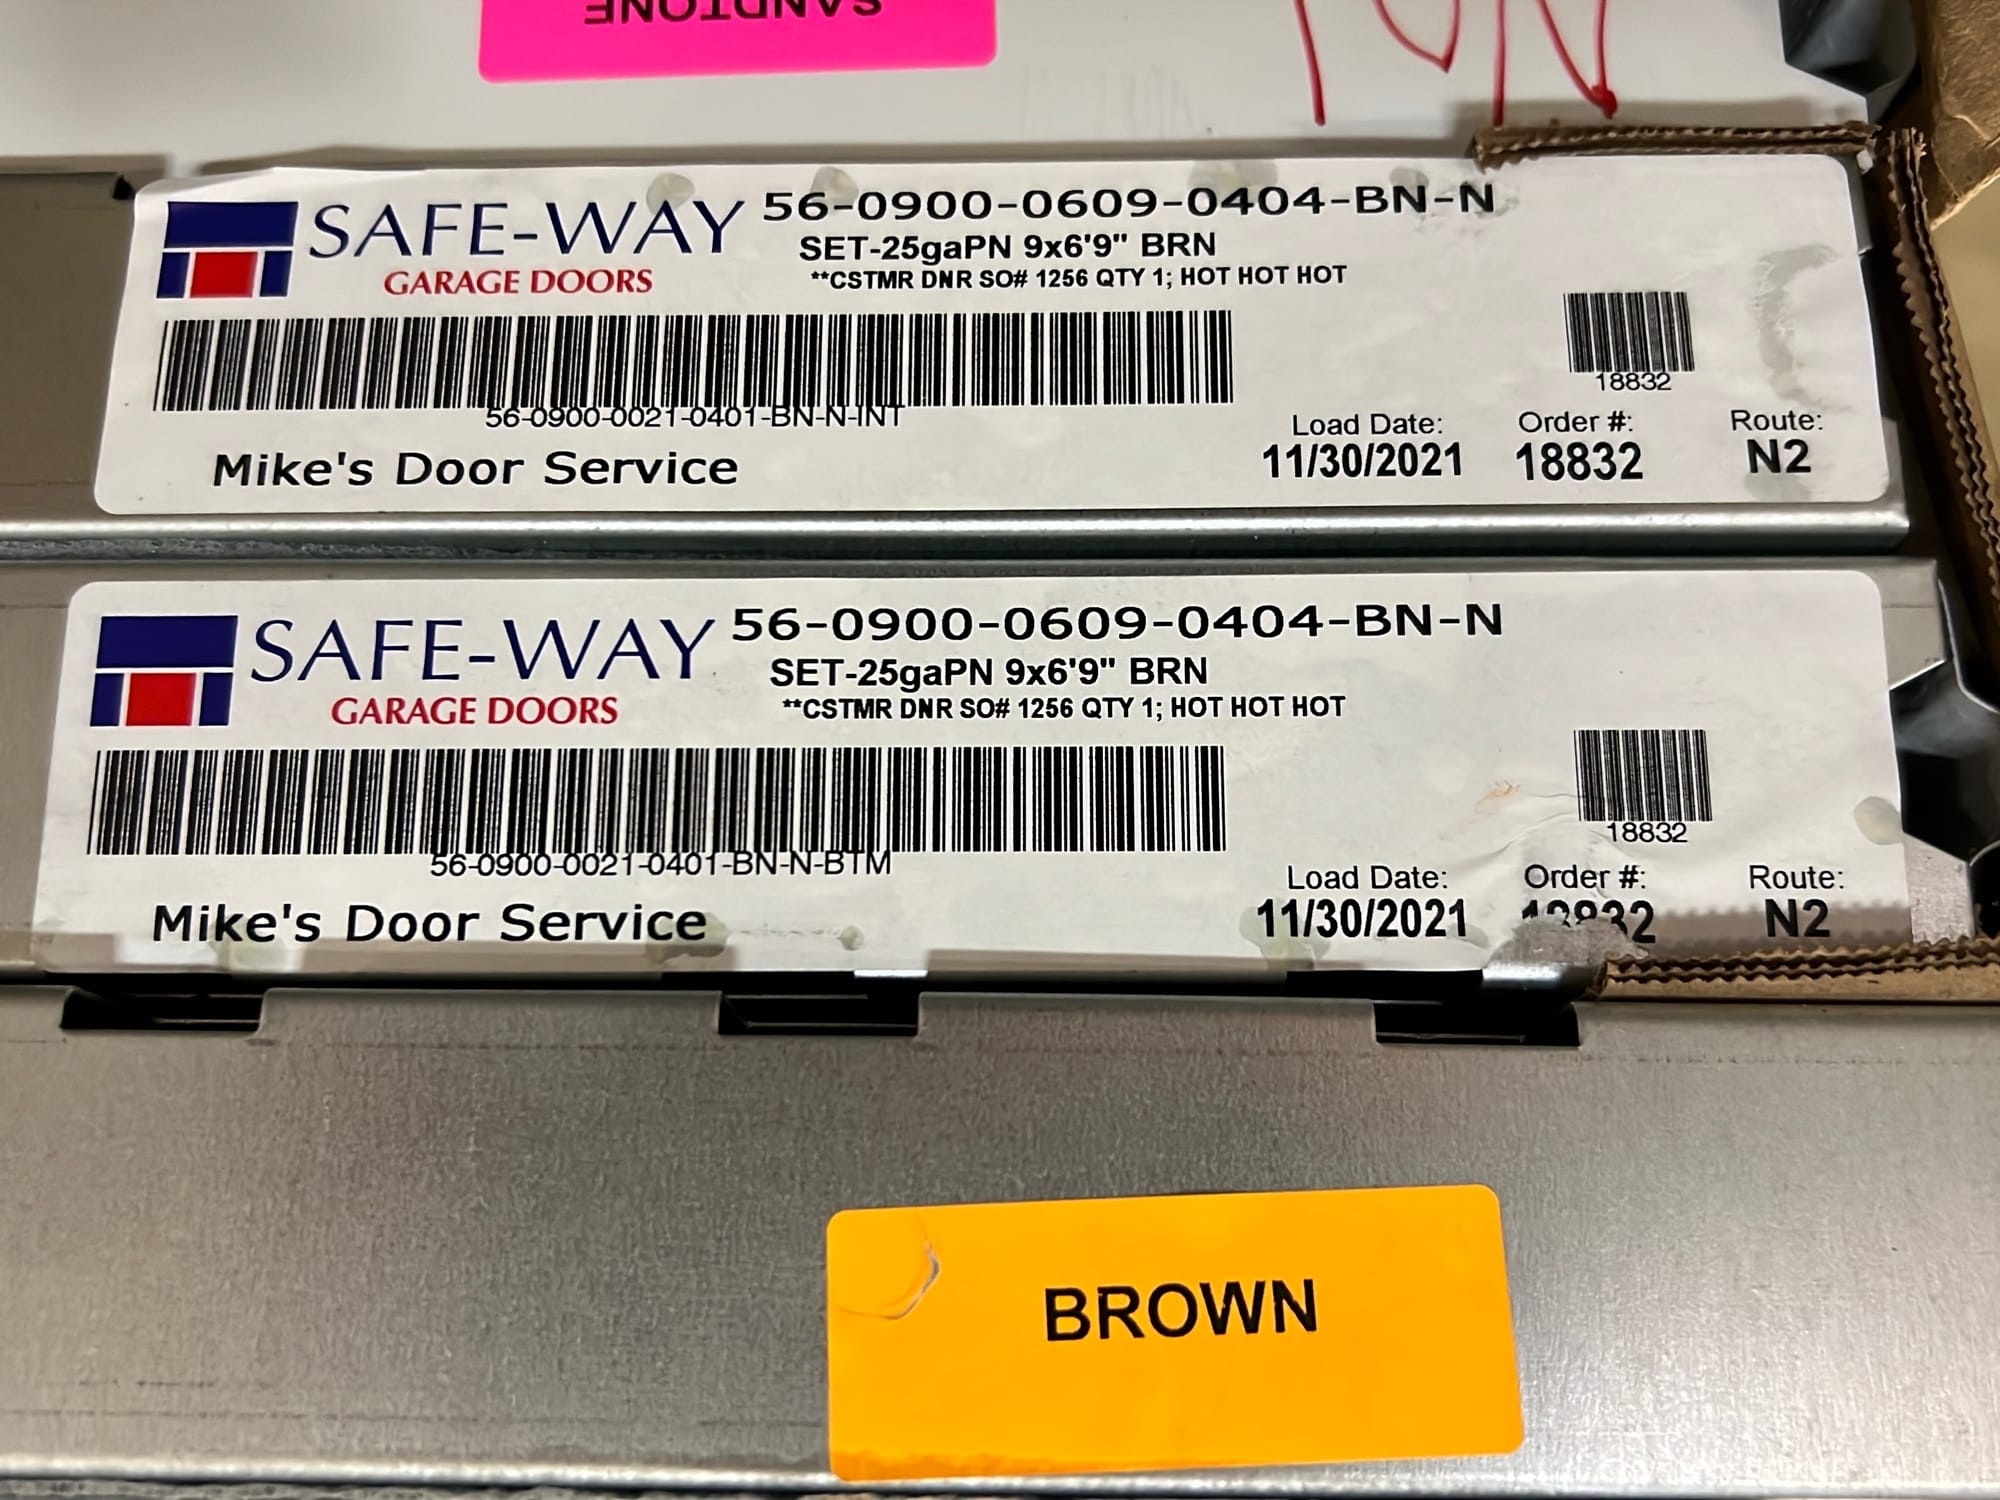 SANDTONE
SAFE-WAY
GARAGE DOORS
56-0900-0609-0404-BN-N
SET-25gaPN 9x6'9" BRN
**CSTMR DNR SO# 1256 QTY 1; HOT HOT HOT
56-0900-0021-0401-BN-N-INT
18832
Mike's Door Service
Load Date: Order #: Route:
11/30/2021 18832 N2
SAFE-WAY
GARAGE DOORS
56-0900-0609-0404-BN-N
SET-25gaPN 9x6'9" BRN
**CSTMR DNR SO# 1256 QTY 1; HOT HOT HOT
56-0900-0021-0401-BN-N-BTM
18832
Mike's Door Service
Load Date: Order #: Route:
11/30/2021 18832 N2
BROWN